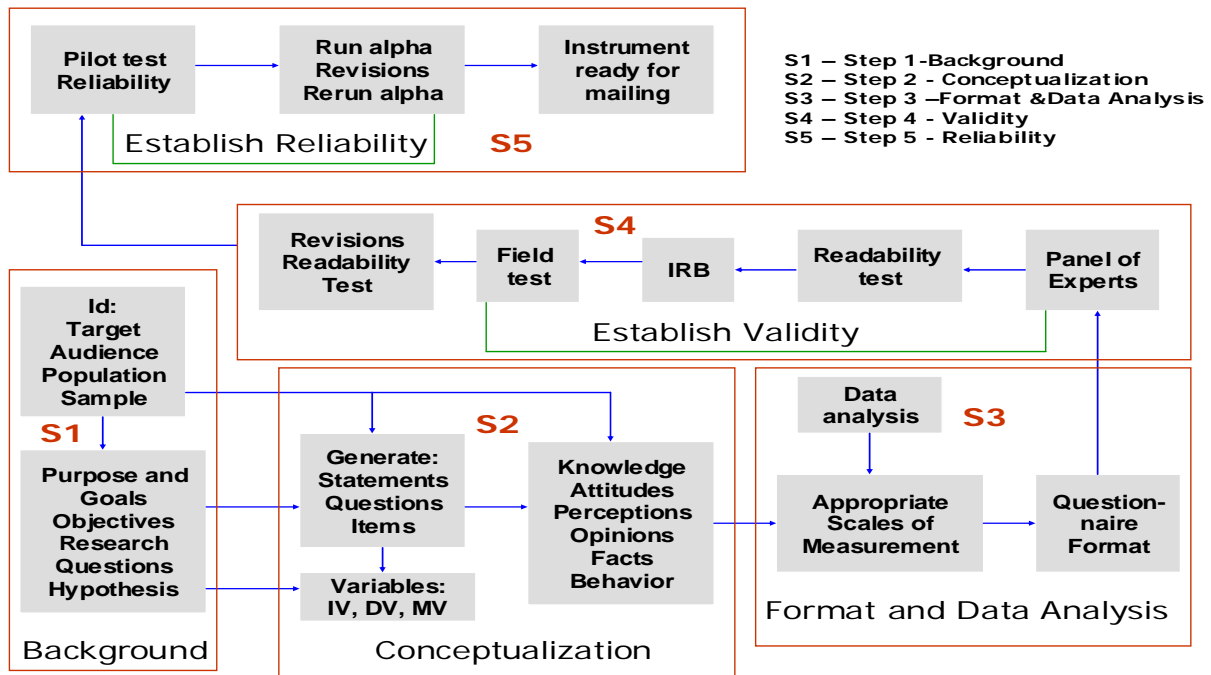 Pilot test
Reliability
Run alpha
Revisions
Rerun alpha
Instrument
ready for
mailing
Establish Reliability
S5
S1 – Step 1-Background
S2 – Step 2 - Conceptualization
S3 – Step 3 –Format &Data Analysis
S4 – Step 4 - Validity
S5 – Step 5 - Reliability
Revisions
Readability
Test
Field
test
S4
IRB
Readability
test
Panel of
Experts
Establish Validity
Id:
Target
Audience
Population
Sample
S1
Purpose and
Goals
Objectives
Research
Questions
Hypothesis
Background
S2
Generate:
Statements
Questions
Items
Variables:
IV, DV, MV
Knowledge
Attitudes
Perceptions
Opinions
Facts
Behavior
Conceptualization
Data
analysis
S3
Appropriate
Scales of
Measurement
Question-
naire
Format
Format and Data Analysis